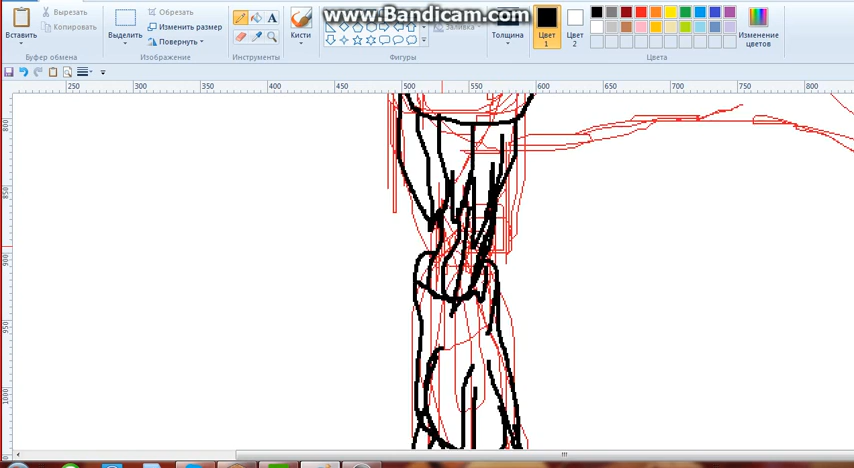 www.Bandicam.com
Вставить
Вырезать
Копировать
Буфер обмена
Выделить
Обрезать
Изменить размер
Повернуть
Изображение
A
Инструменты
Кисти
Заливка
Фигуры
Толщина
Цвет
1
Цвет
2
Изменение
цветов
Цвета
250 300 350 400 450 500 550 600 650 700 750 800
800
850
900
950
1000